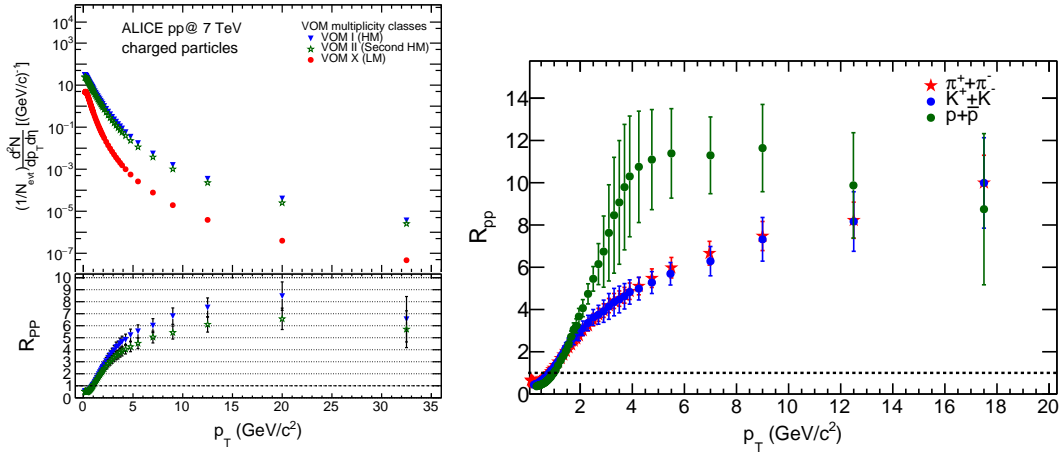 ALICE pp@ 7 TeV
charged particles
VOM multiplicity classes
VOM I (HM)
VOM II (Second HM)
VOM X (LM)
(1/N_evt) d²N/dp_T dη [(GeV/c)⁻¹]
10⁴
10²
10
10⁻¹
10⁻³
10⁻⁵
10⁻⁷
R_PP
10
9
8
7
6
5
4
3
2
1
0
0 5 10 15 20 25 30 35
p_T (GeV/c²)
π⁺+π⁻
K⁺+K⁻
p+p̅
R_pp
14
12
10
8
6
4
2
0
2 4 6 8 10 12 14 16 18 20
p_T (GeV/c²)